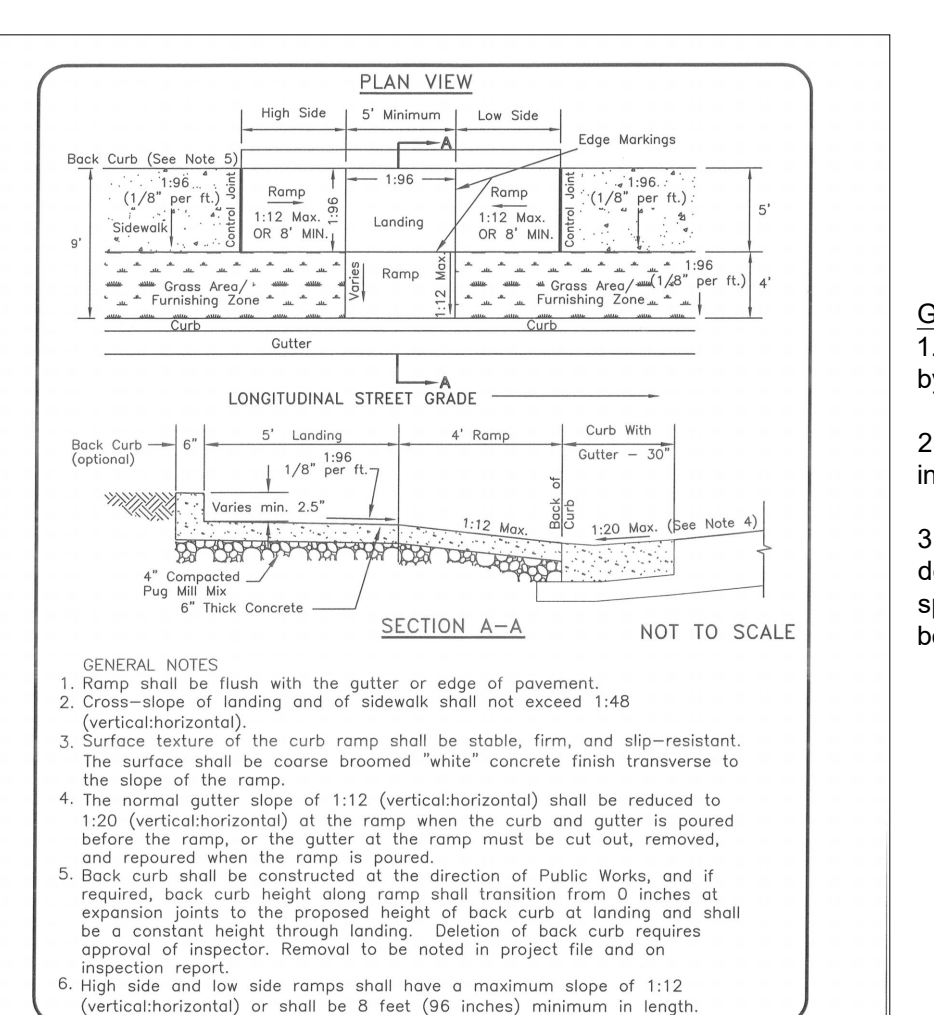 PLAN VIEW
High Side
5' Minimum
Low Side
A
Edge Markings
Back Curb (See Note 5)
1:96
(1/8" per ft.)
Sidewalk
Control Joint
Ramp
1:12 Max.
OR 8' MIN.
1:96
1:96
Landing
Ramp
1:12 Max.
OR 8' MIN.
Control Joint
1:96
(1/8" per ft.)
5'
9'
Grass Area/
Furnishing Zone
Varies
Ramp
1:12 Max.
Grass Area/
Furnishing Zone
1:96
(1/8" per ft.)
4'
Curb
Curb
Gutter
A
LONGITUDINAL STREET GRADE
Back Curb
(optional)
6"
5' Landing
4' Ramp
Curb With
Gutter - 30"
1:96
1/8" per ft.
Varies min. 2.5"
1:12 Max.
Back of
Curb
1:20 Max. (See Note 4)
4" Compacted
Pug Mill Mix
6" Thick Concrete
SECTION A-A
NOT TO SCALE
GENERAL NOTES
1. Ramp shall be flush with the gutter or edge of pavement.
2. Cross-slope of landing and of sidewalk shall not exceed 1:48
(vertical:horizontal).
3. Surface texture of the curb ramp shall be stable, firm, and slip-resistant.
The surface shall be coarse broomed "white" concrete finish transverse to
the slope of the ramp.
4. The normal gutter slope of 1:12 (vertical:horizontal) shall be reduced to
1:20 (vertical:horizontal) at the ramp when the curb and gutter is poured
before the ramp, or the gutter at the ramp must be cut out, removed,
and repoured when the ramp is poured.
5. Back curb shall be constructed at the direction of Public Works, and if
required, back curb height along ramp shall transition from 0 inches at
expansion joints to the proposed height of back curb at landing and shall
be a constant height through landing. Deletion of back curb requires
approval of inspector. Removal to be noted in project file and on
inspection report.
6. High side and low side ramps shall have a maximum slope of 1:12
(vertical:horizontal) or shall be 8 feet (96 inches) minimum in length.
G
1.
by
2
in
3
de
sp
be